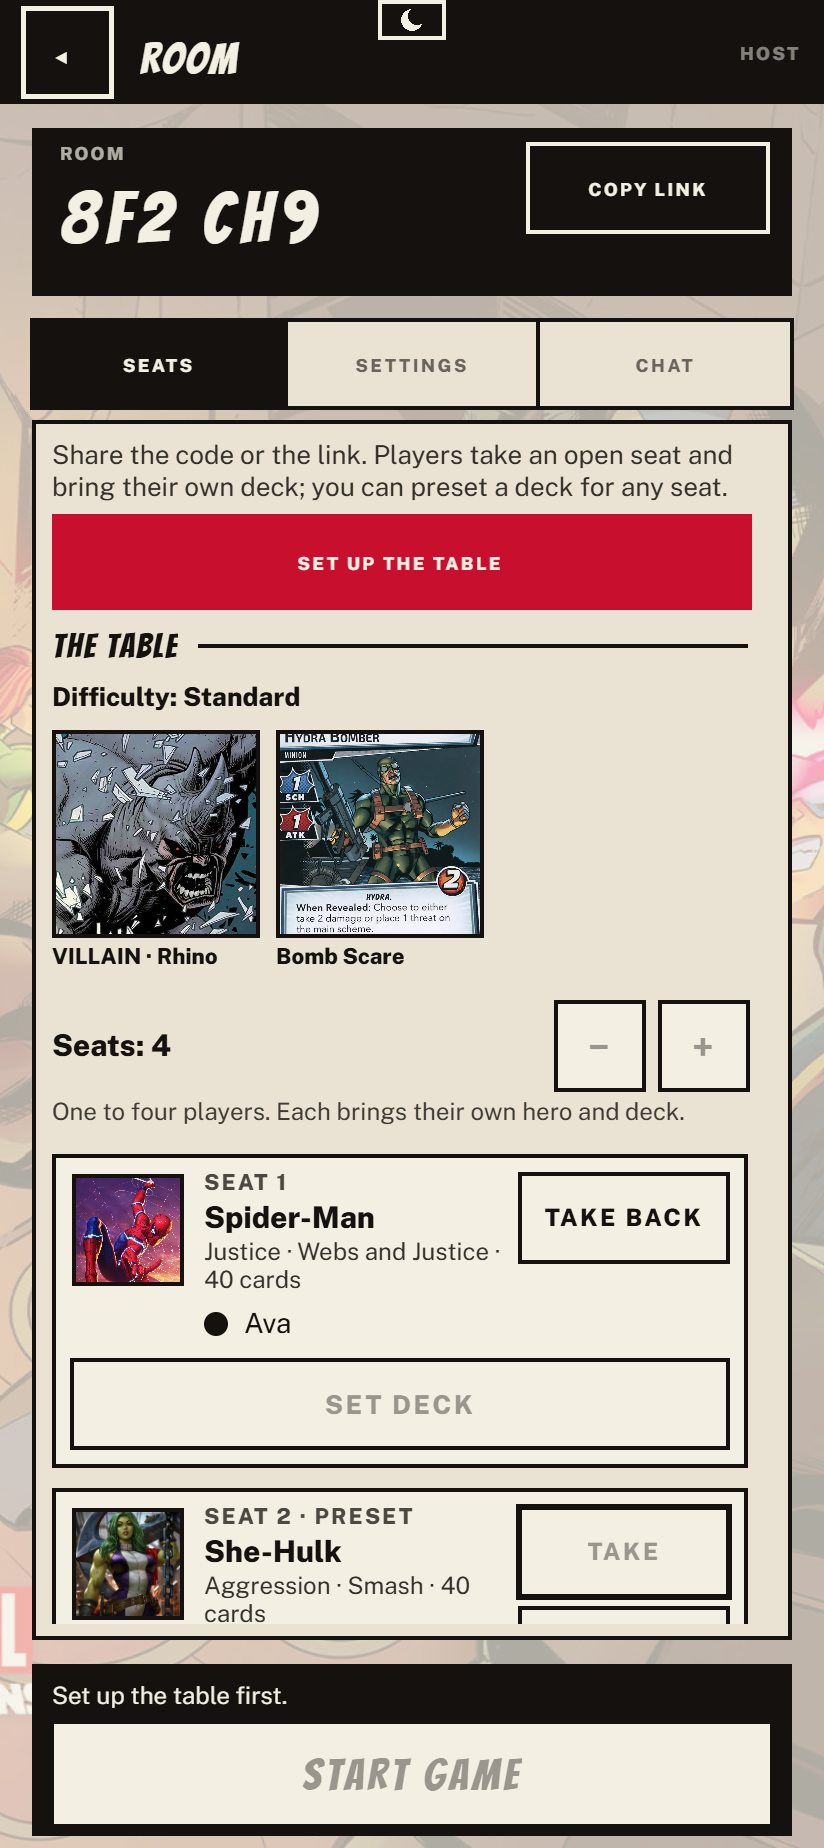 ROOM
HOST
ROOM
8F2 CH9
COPY LINK
SEATS
SETTINGS
CHAT
Share the code or the link. Players take an open seat and
bring their own deck; you can preset a deck for any seat.
SET UP THE TABLE
THE TABLE
Difficulty: Standard
HYDRA BOMBER
MINION
1
SCH
1
ATK
2
HYDRA.
When Revealed: Choose to either
take 2 damage or place 1 threat on
the main scheme.
VILLAIN · Rhino
Bomb Scare
Seats: 4
− +
One to four players. Each brings their own hero and deck.
SEAT 1
Spider-Man
Justice · Webs and Justice ·
40 cards
Ava
TAKE BACK
SET DECK
SEAT 2 · PRESET
She-Hulk
Aggression · Smash · 40
cards
TAKE
Set up the table first.
START GAME